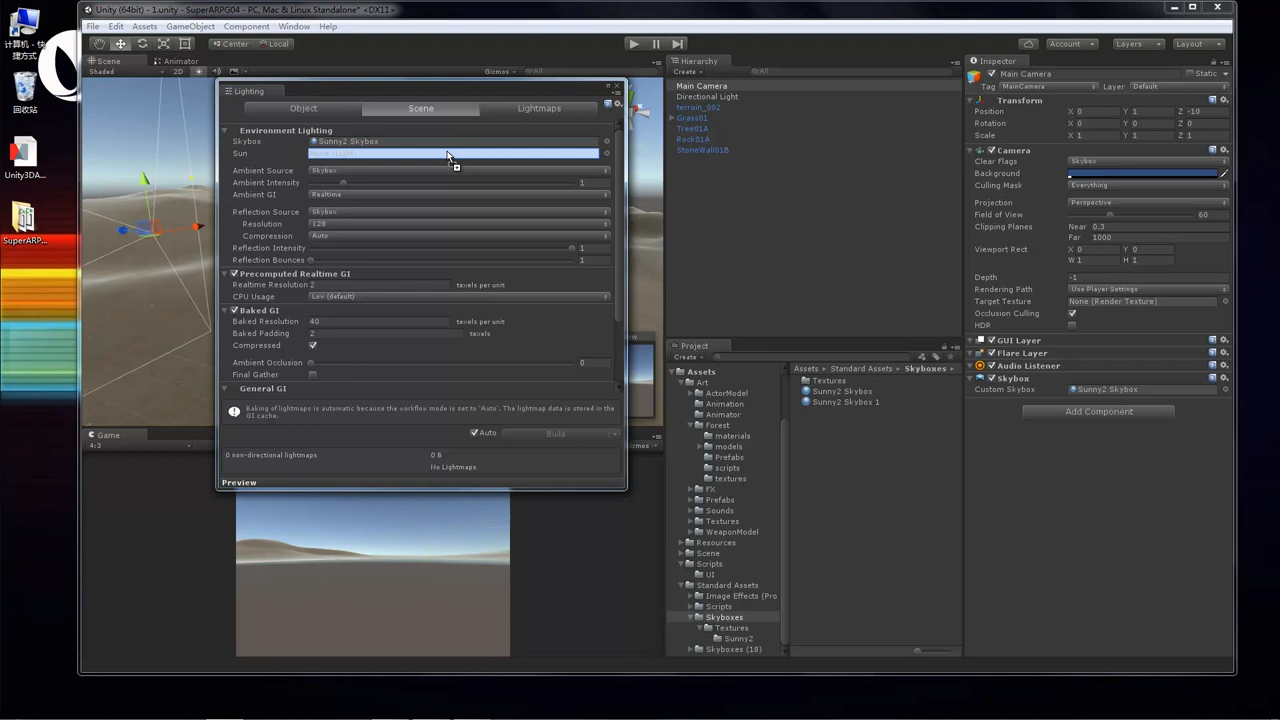 Unity (64bit) - 1.unity - SuperARPG04 - PC, Mac & Linux Standalone* <DX11>
File Edit Assets GameObject Component Window Help
Center Local
Account Layers Layout
计算机 - 快捷方式
回收站
Unity3DA...
SuperARP...
Scene Animator
Shaded 2D Gizmos All
Lighting
Object Scene Lightmaps
Environment Lighting
Skybox Sunny2 Skybox
Sun
Ambient Source Skybox
Ambient Intensity 1
Ambient GI Realtime
Reflection Source Skybox
Resolution 128
Compression Auto
Reflection Intensity 1
Reflection Bounces 1
Precomputed Realtime GI
Realtime Resolution 2 texels per unit
CPU Usage Low (default)
Baked GI
Baked Resolution 40 texels per unit
Baked Padding 2 texels
Compressed
Ambient Occlusion 0
Final Gather
General GI
Baking of lightmaps is automatic because the workflow mode is set to 'Auto'. The lightmap data is stored in the
GI cache.
Auto Build
0 non-directional lightmaps 0 B
No Lightmaps
Preview
Game
4:3
Hierarchy
Create All
Main Camera
Directional Light
terrain_002
Grass01
Tree01A
Rock01A
StoneWall01B
Project
Create
Assets
Art
ActorModel
Animation
Animator
Forest
materials
models
Prefabs
scripts
textures
FX
Prefabs
Sounds
Textures
WeaponModel
Resources
Scene
Scripts
UI
Standard Assets
Image Effects (Pro
Scripts
Skyboxes
Textures
Sunny2
Skyboxes (18)
Assets Standard Assets Skyboxes
Textures
Sunny2 Skybox
Sunny2 Skybox 1
Inspector
Main Camera Static
Tag MainCamera Layer Default
Transform
Position X 0 Y 1 Z -10
Rotation X 0 Y 0 Z 0
Scale X 1 Y 1 Z 1
Camera
Clear Flags Skybox
Background
Culling Mask Everything
Projection Perspective
Field of View 60
Clipping Planes Near 0.3
Far 1000
Viewport Rect X 0 Y 0
W 1 H 1
Depth -1
Rendering Path Use Player Settings
Target Texture None (Render Texture)
Occlusion Culling
HDR
GUI Layer
Flare Layer
Audio Listener
Skybox
Custom Skybox Sunny2 Skybox
Add Component